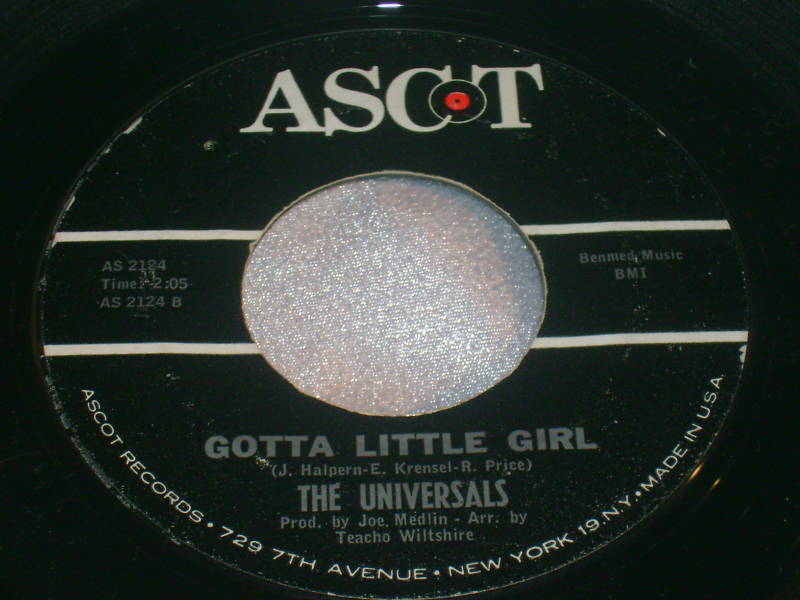 ASCOT
AS 2124
Time: 2:05
AS 2124 B
Benmed Music
BMI
GOTTA LITTLE GIRL
(J. Halpern-E. Krensel-R. Price)
THE UNIVERSALS
Prod. by Joe Medlin - Arr. by
Teacho Wiltshire
ASCOT RECORDS • 729 7TH AVENUE • NEW YORK 19, N.Y. • MADE IN U.S.A.